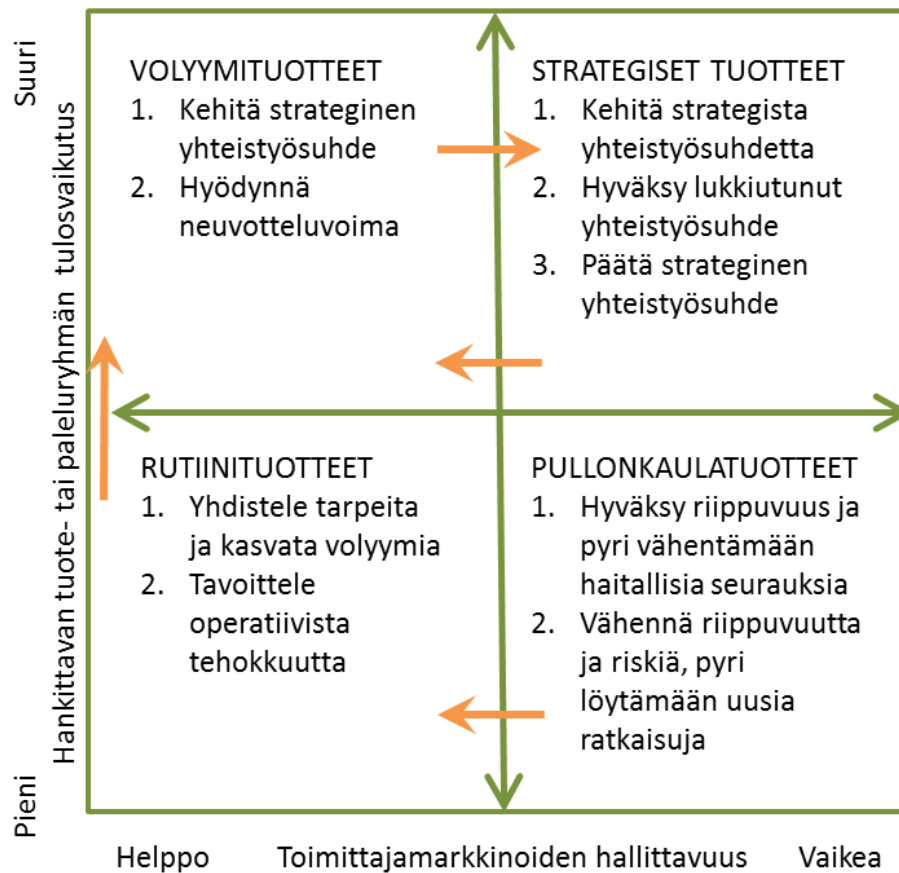 Suuri
Hankittavan tuote- tai paleluryhmän tulosvaikutus
Pieni
VOLYYMITUOTTEET
1. Kehitä strateginen
yhteistyösuhde
2. Hyödynnä
neuvotteluvoima
STRATEGISET TUOTTEET
1. Kehitä strategista
yhteistyösuhdetta
2. Hyväksy lukkiutunut
yhteistyösuhde
3. Päätä strateginen
yhteistyösuhde
RUTIINITUOTTEET
1. Yhdistele tarpeita
ja kasvata volyymia
2. Tavoittele
operatiivista
tehokkuutta
PULLONKAULATUOTTEET
1. Hyväksy riippuvuus ja
pyri vähentämään
haitallisia seurauksia
2. Vähennä riippuvuutta
ja riskiä, pyri
löytämään uusia
ratkaisuja
Helppo
Toimittajamarkkinoiden hallittavuus
Vaikea